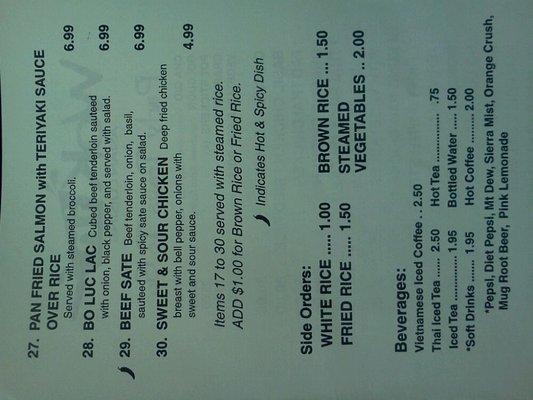 27. PAN FRIED SALMON with TERIYAKI SAUCE
OVER RICE 6.99
Served with steamed broccoli.
28. BO LUC LAC Cubed beef tenderloin sauteed 6.99
with onion, black pepper, and served with salad.
29. BEEF SATE Beef tenderloin, onion, basil, 6.99
sauteed with spicy sate sauce on salad.
30. SWEET & SOUR CHICKEN Deep fried chicken 4.99
breast with bell pepper, onions with
sweet and sour sauce.
Items 17 to 30 served with steamed rice.
ADD $1.00 for Brown Rice or Fried Rice.
Indicates Hot & Spicy Dish
Side Orders:
WHITE RICE ...... 1.00
FRIED RICE ..... 1.50
BROWN RICE ... 1.50
STEAMED
VEGETABLES .. 2.00
Beverages:
Vietnamese Iced Coffee .. 2.50
Thai Iced Tea ...... 2.50
Iced Tea ............ 1.95
*Soft Drinks ........ 1.95
Hot Tea ................ .75
Bottled Water ..... 1.50
Hot Coffee .......... 2.00
*Pepsi, Diet Pepsi, Mt Dew, Sierra Mist, Orange Crush,
Mug Root Beer, Pink Lemonade